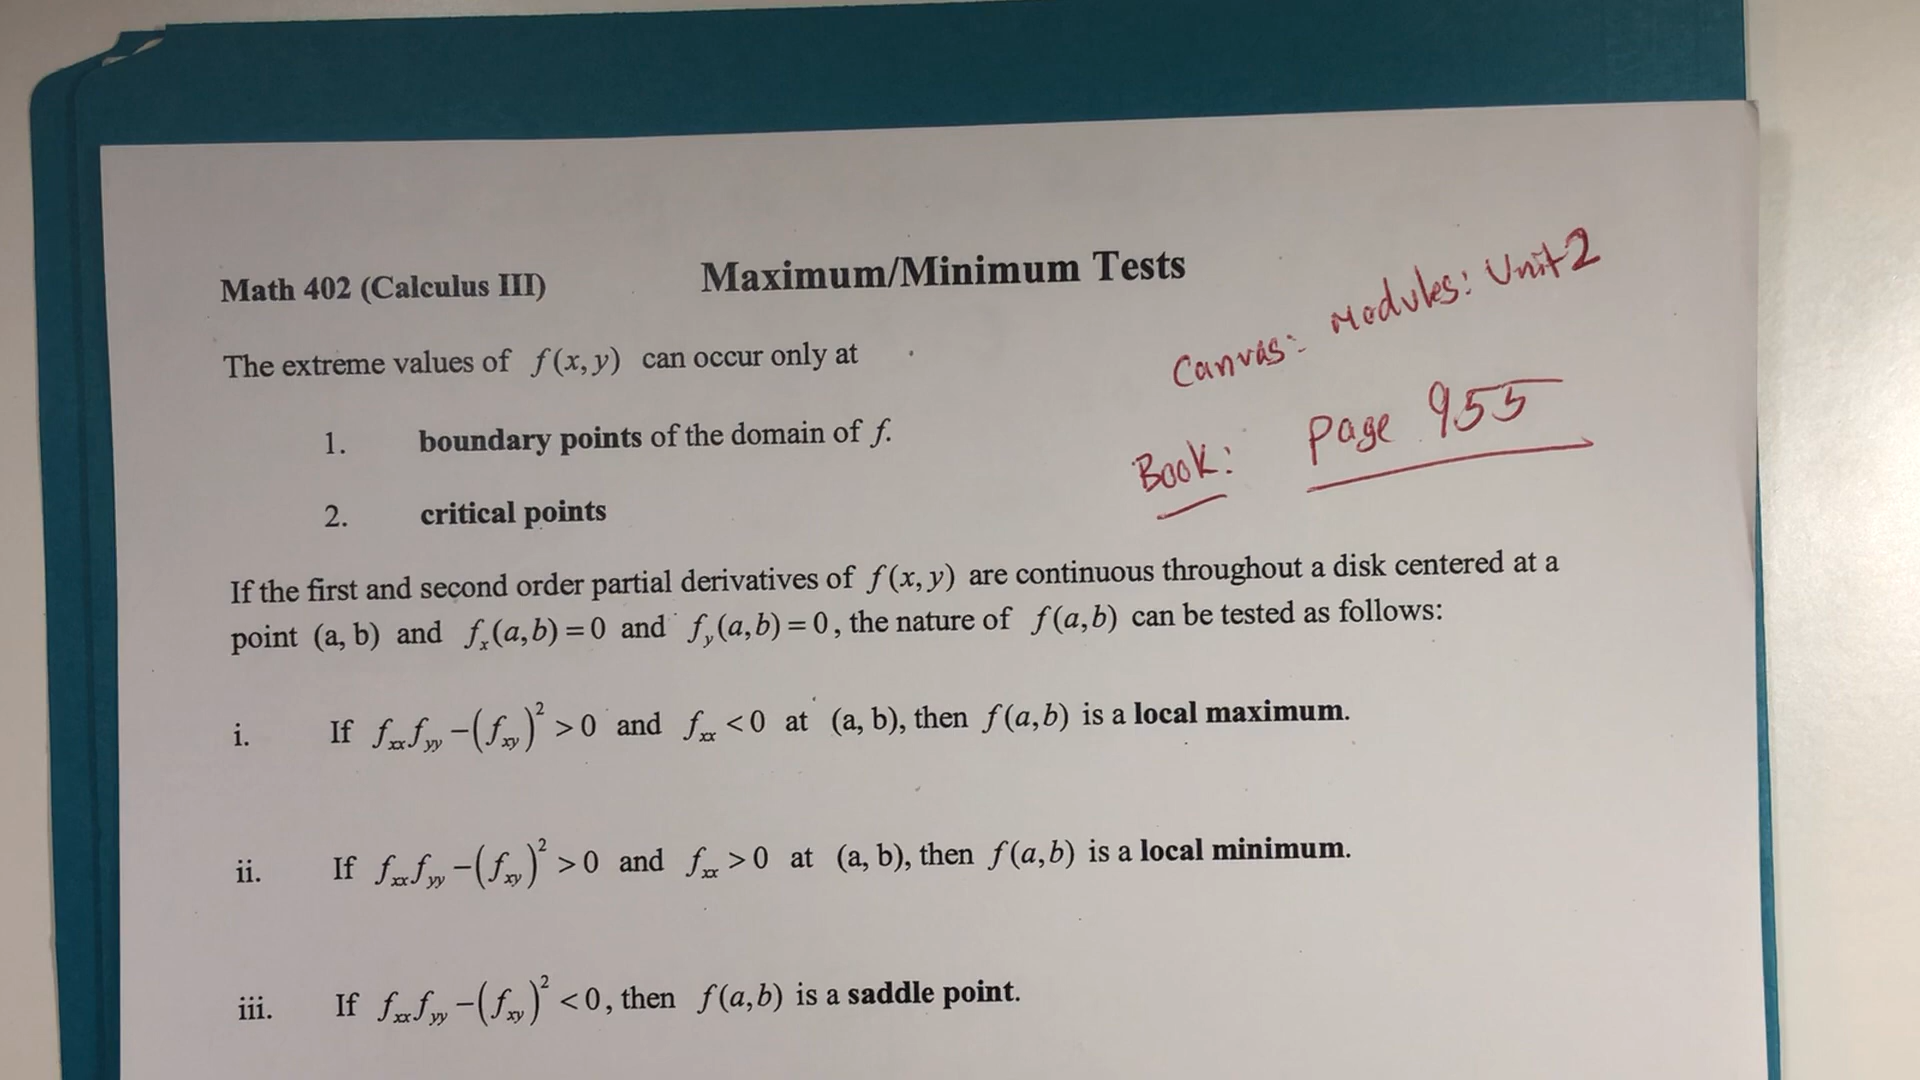 Math 402 (Calculus III)
Maximum/Minimum Tests
Canvas: Modules: Unit 2
The extreme values of f(x, y) can occur only at
1. boundary points of the domain of f.
Book: Page 955
2. critical points
If the first and second order partial derivatives of f(x, y) are continuous throughout a disk centered at a
point (a, b) and fₓ(a,b) = 0 and f_y(a,b) = 0, the nature of f(a,b) can be tested as follows:
i. If f_xx f_yy − (f_xy)² > 0 and f_xx < 0 at (a, b), then f(a,b) is a local maximum.
ii. If f_xx f_yy − (f_xy)² > 0 and f_xx > 0 at (a, b), then f(a,b) is a local minimum.
iii. If f_xx f_yy − (f_xy)² < 0, then f(a,b) is a saddle point.